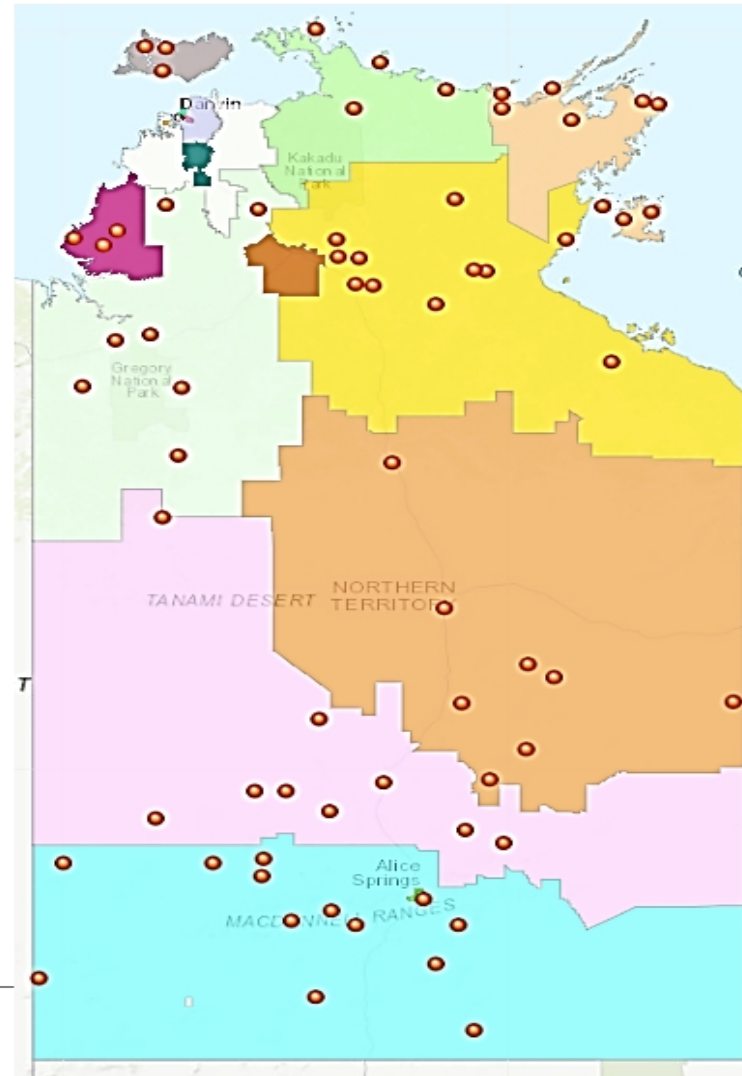 Darwin
Kakadu
National
Park
Gregory
National
Park
TANAMI DESERT
NORTHERN
TERRITORY
T
Alice
Springs
MACDONNELL RANGES